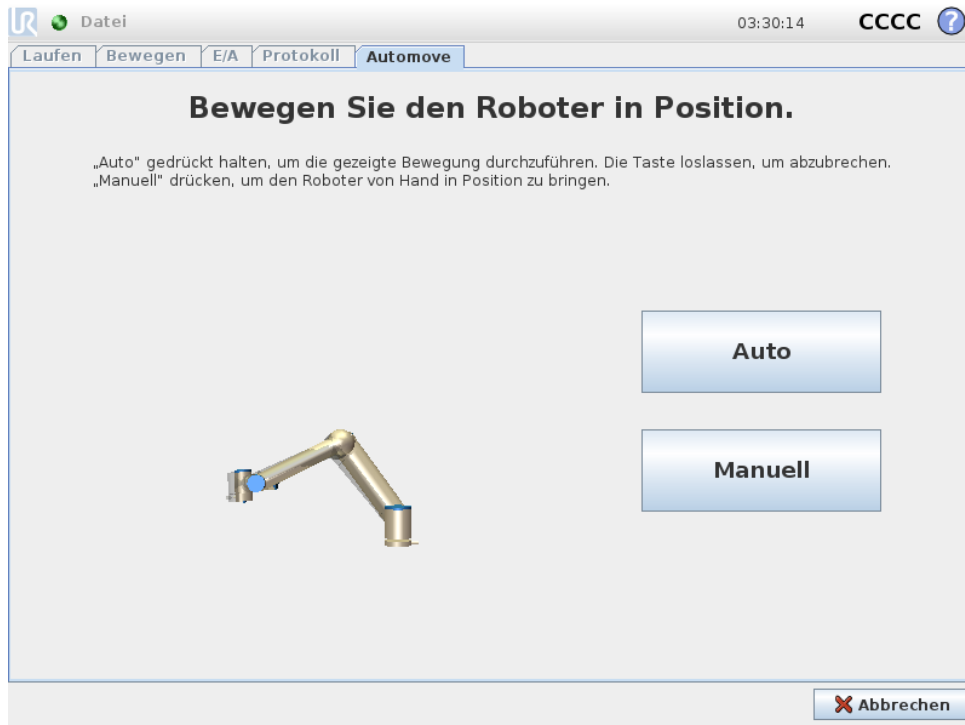 UR Datei 03:30:14 CCCC ?
Laufen Bewegen E/A Protokoll Automove
Bewegen Sie den Roboter in Position.
„Auto" gedrückt halten, um die gezeigte Bewegung durchzuführen. Die Taste loslassen, um abzubrechen.
„Manuell" drücken, um den Roboter von Hand in Position zu bringen.
Auto
Manuell
Abbrechen